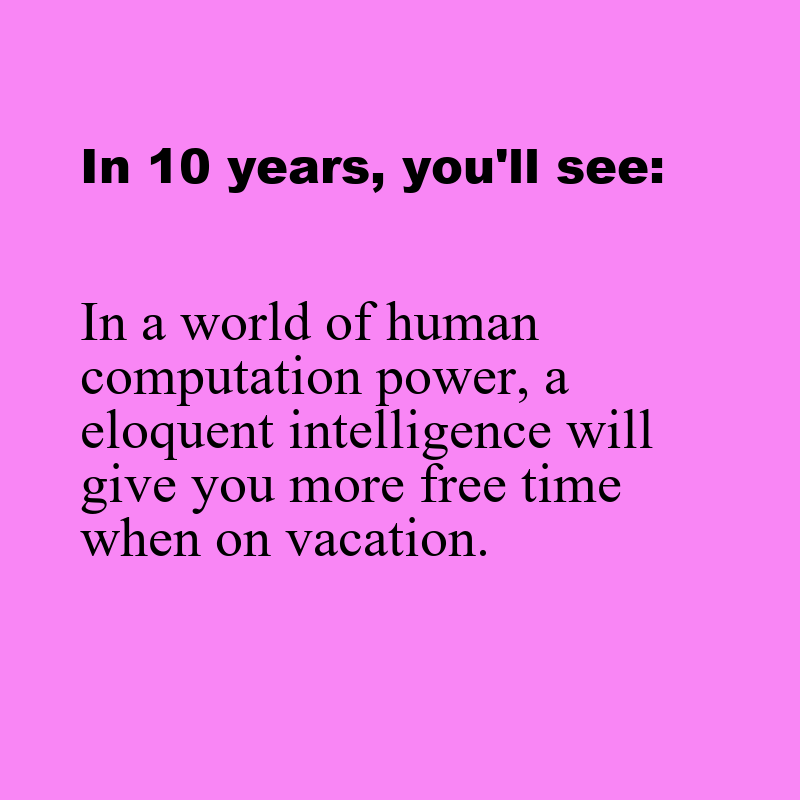 In 10 years, you'll see:
In a world of human
computation power, a
eloquent intelligence will
give you more free time
when on vacation.